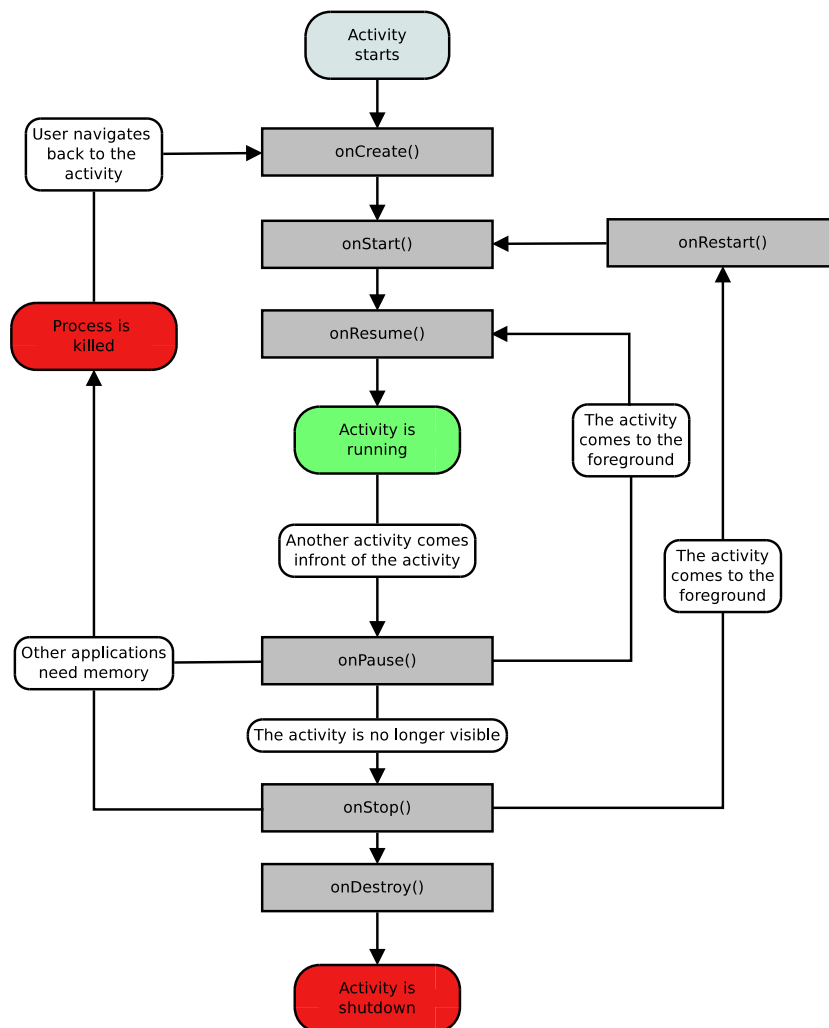 Activity
starts
User navigates
back to the
activity
onCreate()
onStart()
onRestart()
Process is
killed
onResume()
Activity is
running
The activity
comes to the
foreground
Another activity comes
infront of the activity
The activity
comes to the
foreground
Other applications
need memory
onPause()
The activity is no longer visible
onStop()
onDestroy()
Activity is
shutdown